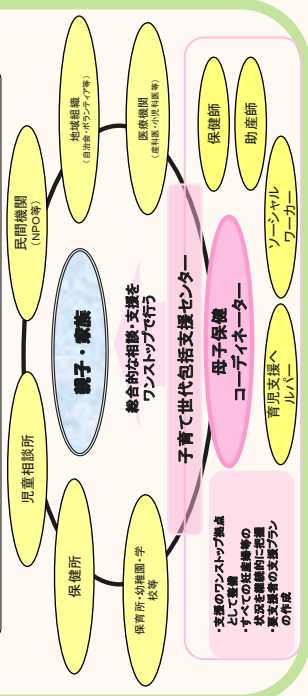 児童相談所
民間機関
（NPO等）
地域組織
（自治会・ボランティア等）
医療機関
（産科医・小児科医等）
保健所
保育所・幼稚園・学
校等
親子・家族
総合的な相談・支援を
ワンストップで行う
子育て世代包括支援センター
母子保健
コーディネーター
保健師
助産師
ソーシャル
ワーカー
育児支援ヘ
ルパー
・支援のワンストップ拠点
として整備
・すべての妊産婦等の
状況を継続的に把握
・要支援者の支援プラン
の作成